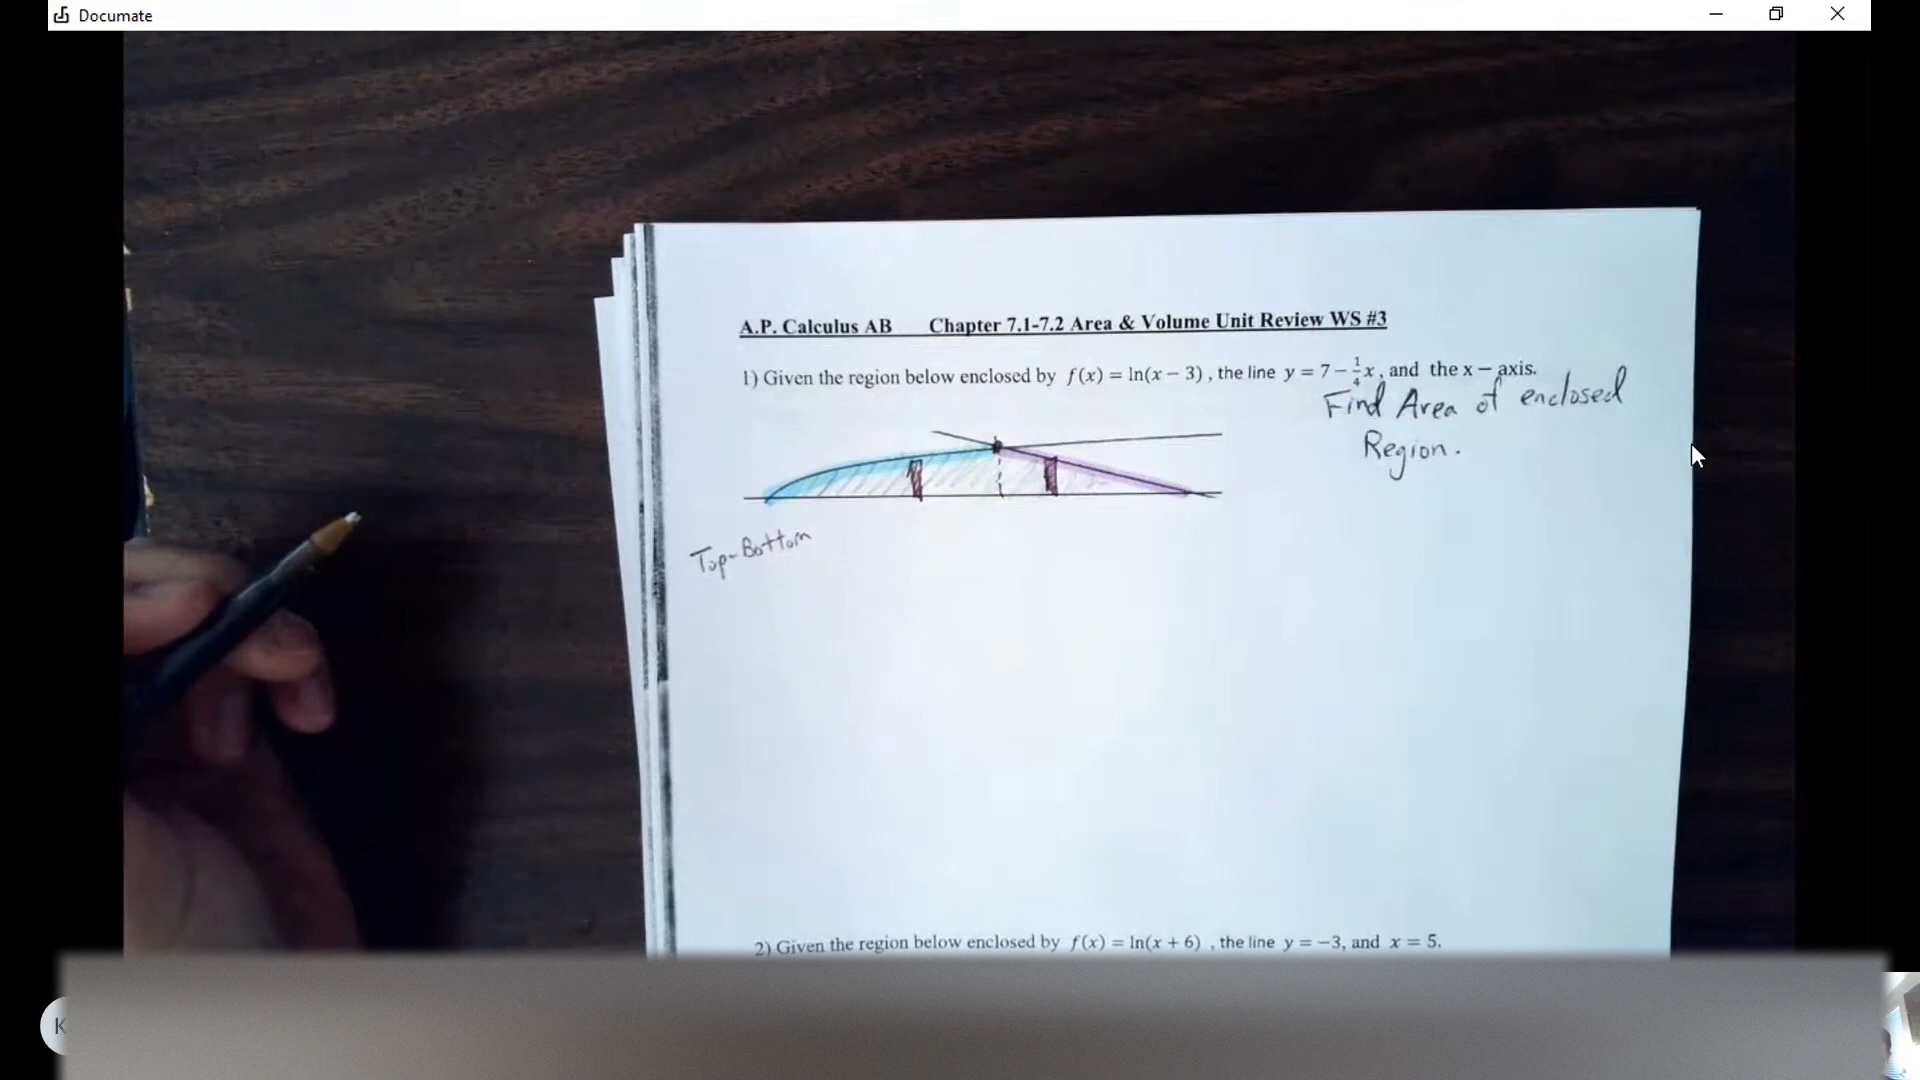 Documate
A.P. Calculus AB Chapter 7.1-7.2 Area & Volume Unit Review WS #3
1) Given the region below enclosed by f(x) = ln(x − 3), the line y = 7 − 1/4 x, and the x − axis.
Find Area of enclosed
Region.
Top-Bottom
2) Given the region below enclosed by f(x) = ln(x + 6) , the line y = −3, and x = 5.
K